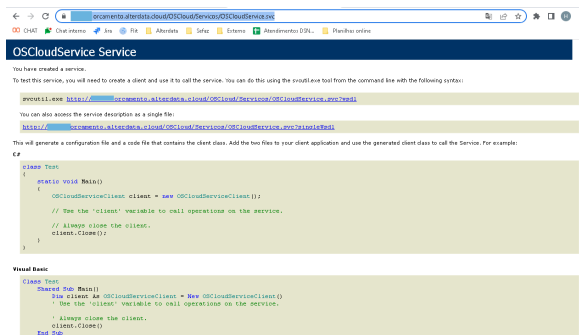 orcamento.alterdata.cloud/OSCloud/Servicos/OSCloudService.svc
CHAT Chat interno Jira Flit Alterdata Sefaz Externo Atendimentos DSN... Planilhas online
OSCloudService Service
You have created a service.
To test this service, you will need to create a client and use it to call the service. You can do this using the svcutil.exe tool from the command line with the following syntax:
svcutil.exe http:// orcamento.alterdata.cloud/OSCloud/Servicos/OSCloudService.svc?wsdl
You can also access the service description as a single file:
http:// orcamento.alterdata.cloud/OSCloud/Servicos/OSCloudService.svc?singleWsdl
This will generate a configuration file and a code file that contains the client class. Add the two files to your client application and use the generated client class to call the Service. For example:
C#
class Test
{
static void Main()
{
OSCloudServiceClient client = new OSCloudServiceClient();
// Use the 'client' variable to call operations on the service.
// Always close the client.
client.Close();
}
}
Visual Basic
Class Test
Shared Sub Main()
Dim client As OSCloudServiceClient = New OSCloudServiceClient()
' Use the 'client' variable to call operations on the service.
' Always close the client.
client.Close()
End Sub